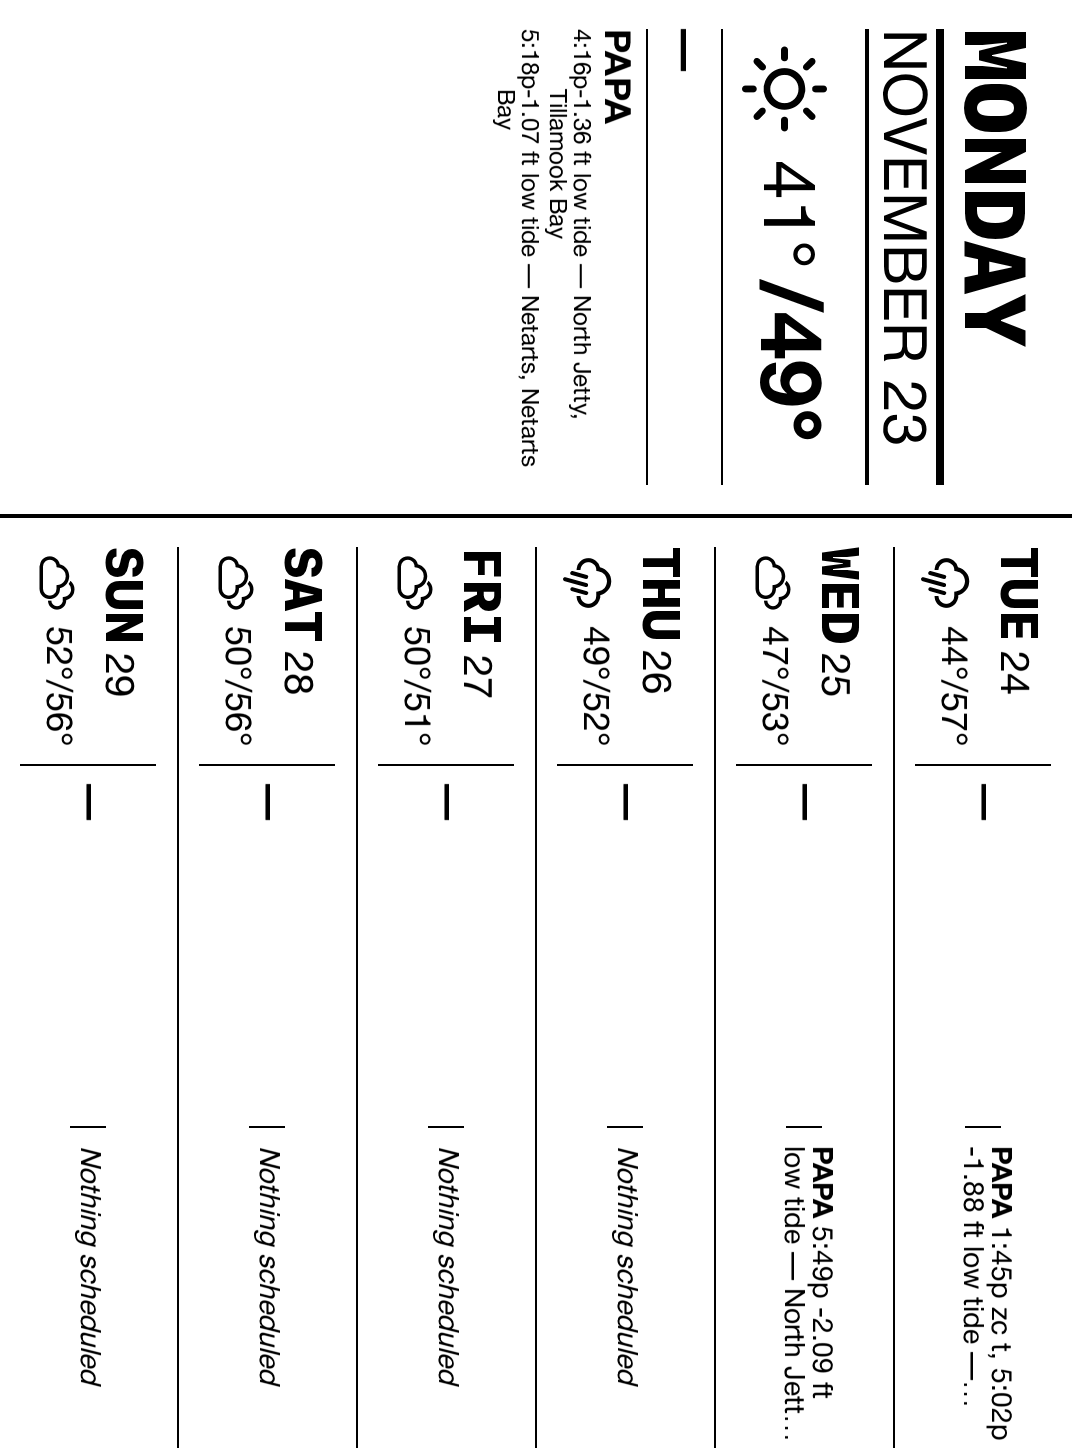 MONDAY
NOVEMBER 23
41°/49°
—
PAPA
4:16p-1.36 ft low tide — North Jetty,
Tillamook Bay
5:18p-1.07 ft low tide — Netarts, Netarts
Bay
TUE 24
44°/57°
—
PAPA 1:45p zc t, 5:02p
-1.88 ft low tide —…
WED 25
47°/53°
—
PAPA 5:49p -2.09 ft
low tide — North Jett…
THU 26
49°/52°
—
Nothing scheduled
FRI 27
50°/51°
—
Nothing scheduled
SAT 28
50°/56°
—
Nothing scheduled
SUN 29
52°/56°
—
Nothing scheduled